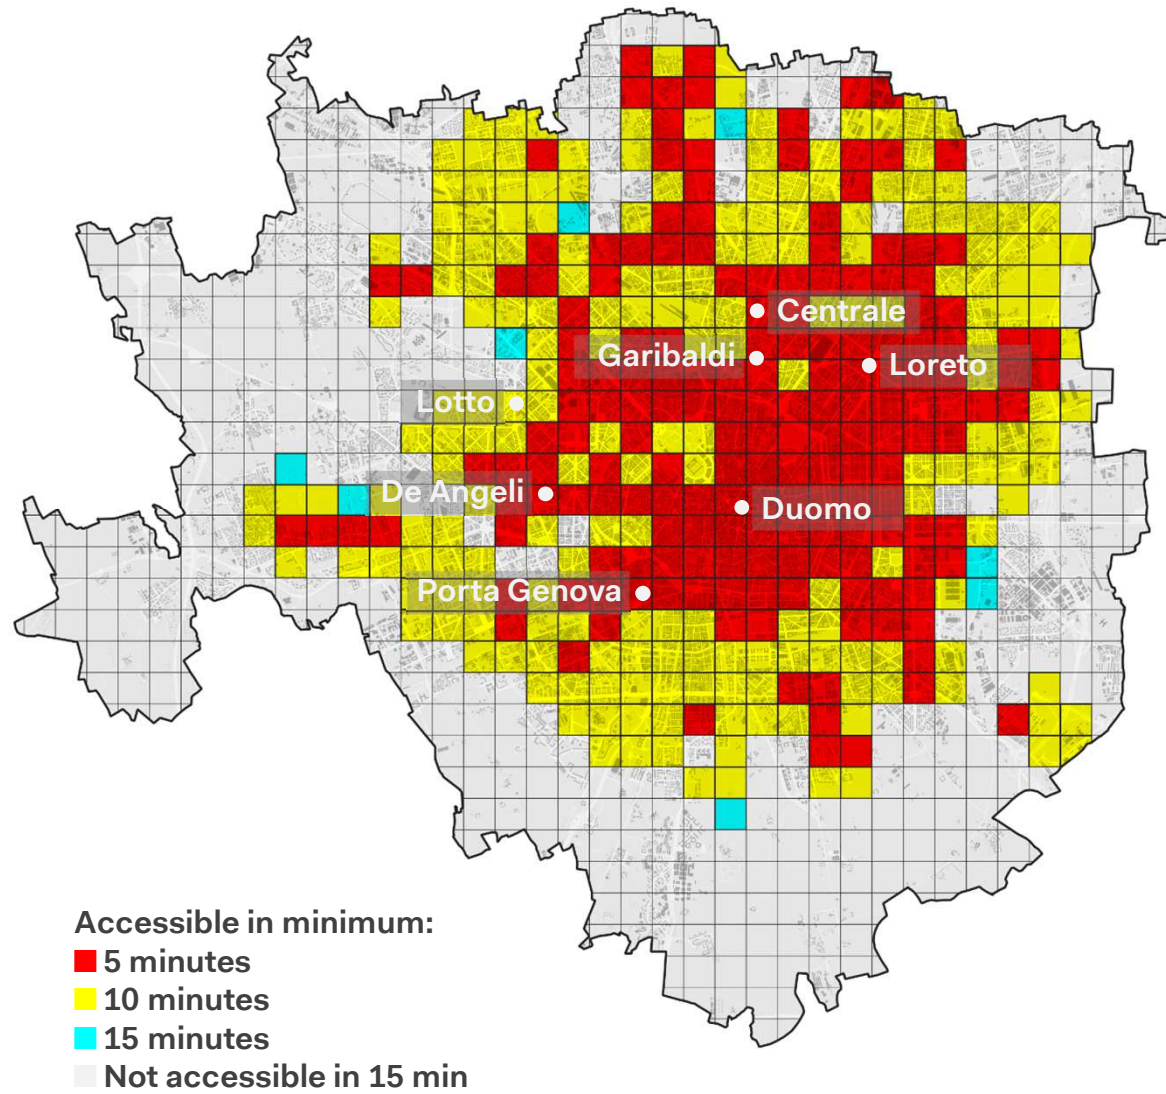 Centrale
Garibaldi
Loreto
Lotto
De Angeli
Duomo
Porta Genova
Accessible in minimum:
5 minutes
10 minutes
15 minutes
Not accessible in 15 min